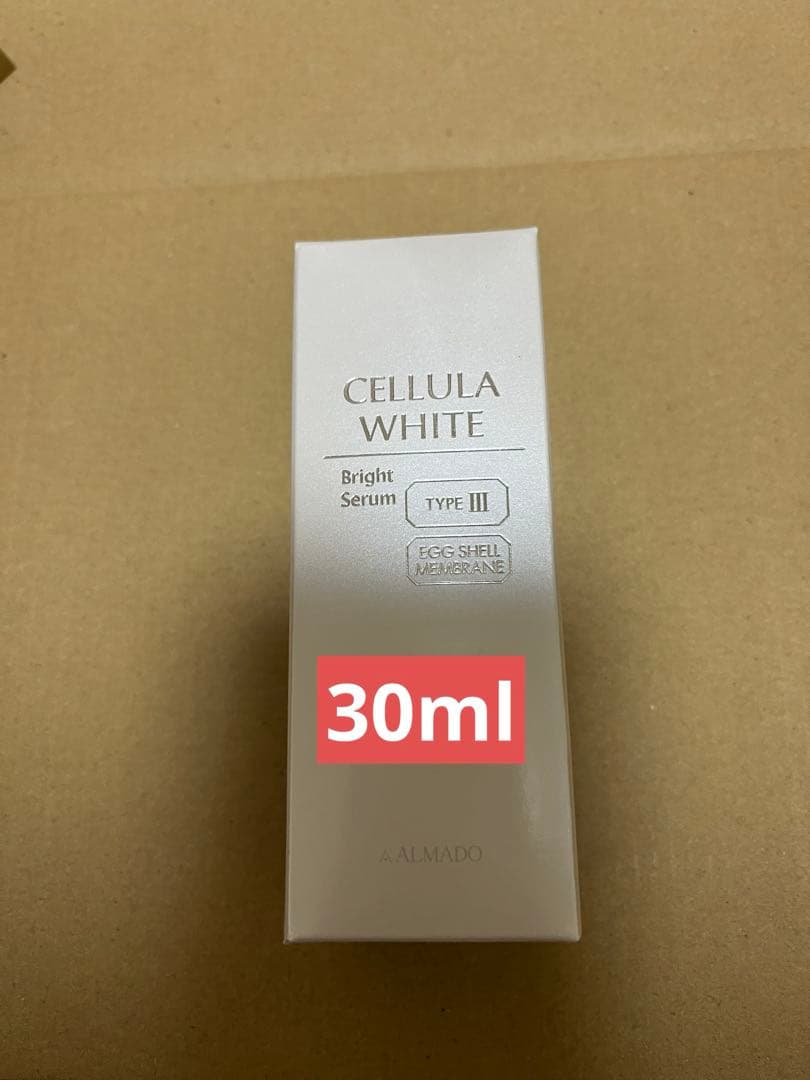 CELLULA
WHITE
Bright
Serum
TYPE III
EGG SHELL
MEMBRANE
30ml
ALMADO